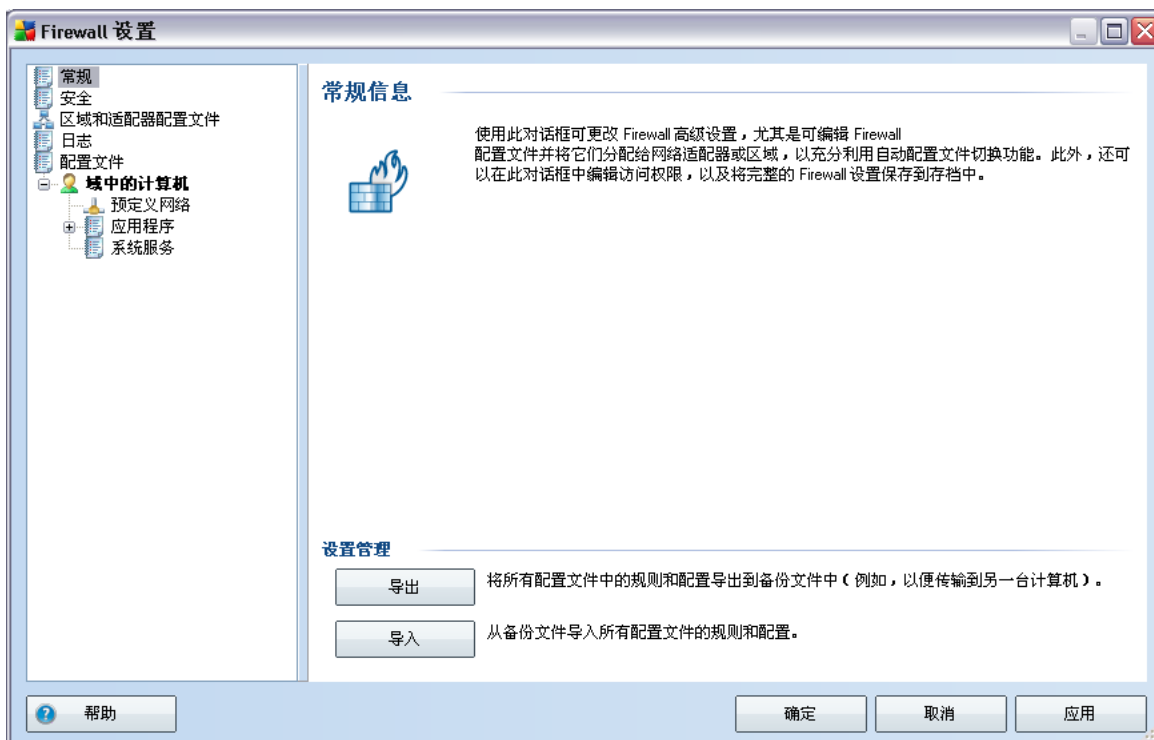 Firewall 设置
常规
安全
区域和适配器配置文件
日志
配置文件
域中的计算机
预定义网络
应用程序
系统服务
常规信息
使用此对话框可更改 Firewall 高级设置，尤其是可编辑 Firewall
配置文件并将它们分配给网络适配器或区域，以充分利用自动配置文件切换功能。此外，还可
以在此对话框中编辑访问权限，以及将完整的 Firewall 设置保存到存档中。
设置管理
导出
将所有配置文件中的规则和配置导出到备份文件中（例如，以便传输到另一台计算机）。
导入
从备份文件导入所有配置文件的规则和配置。
帮助
确定
取消
应用